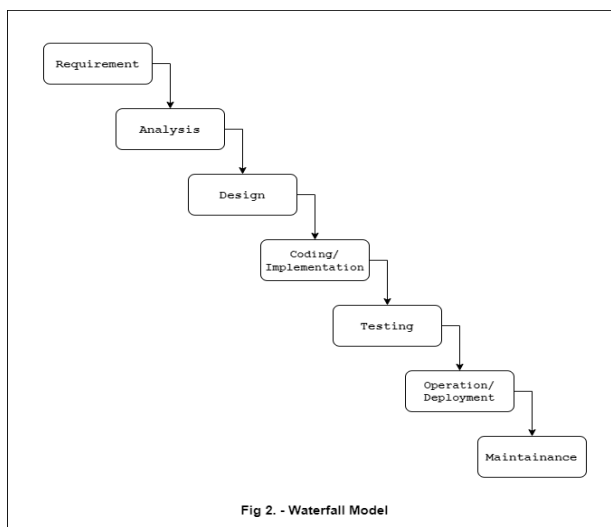 Requirement
Analysis
Design
Coding/
Implementation
Testing
Operation/
Deployment
Maintainance
Fig 2. - Waterfall Model